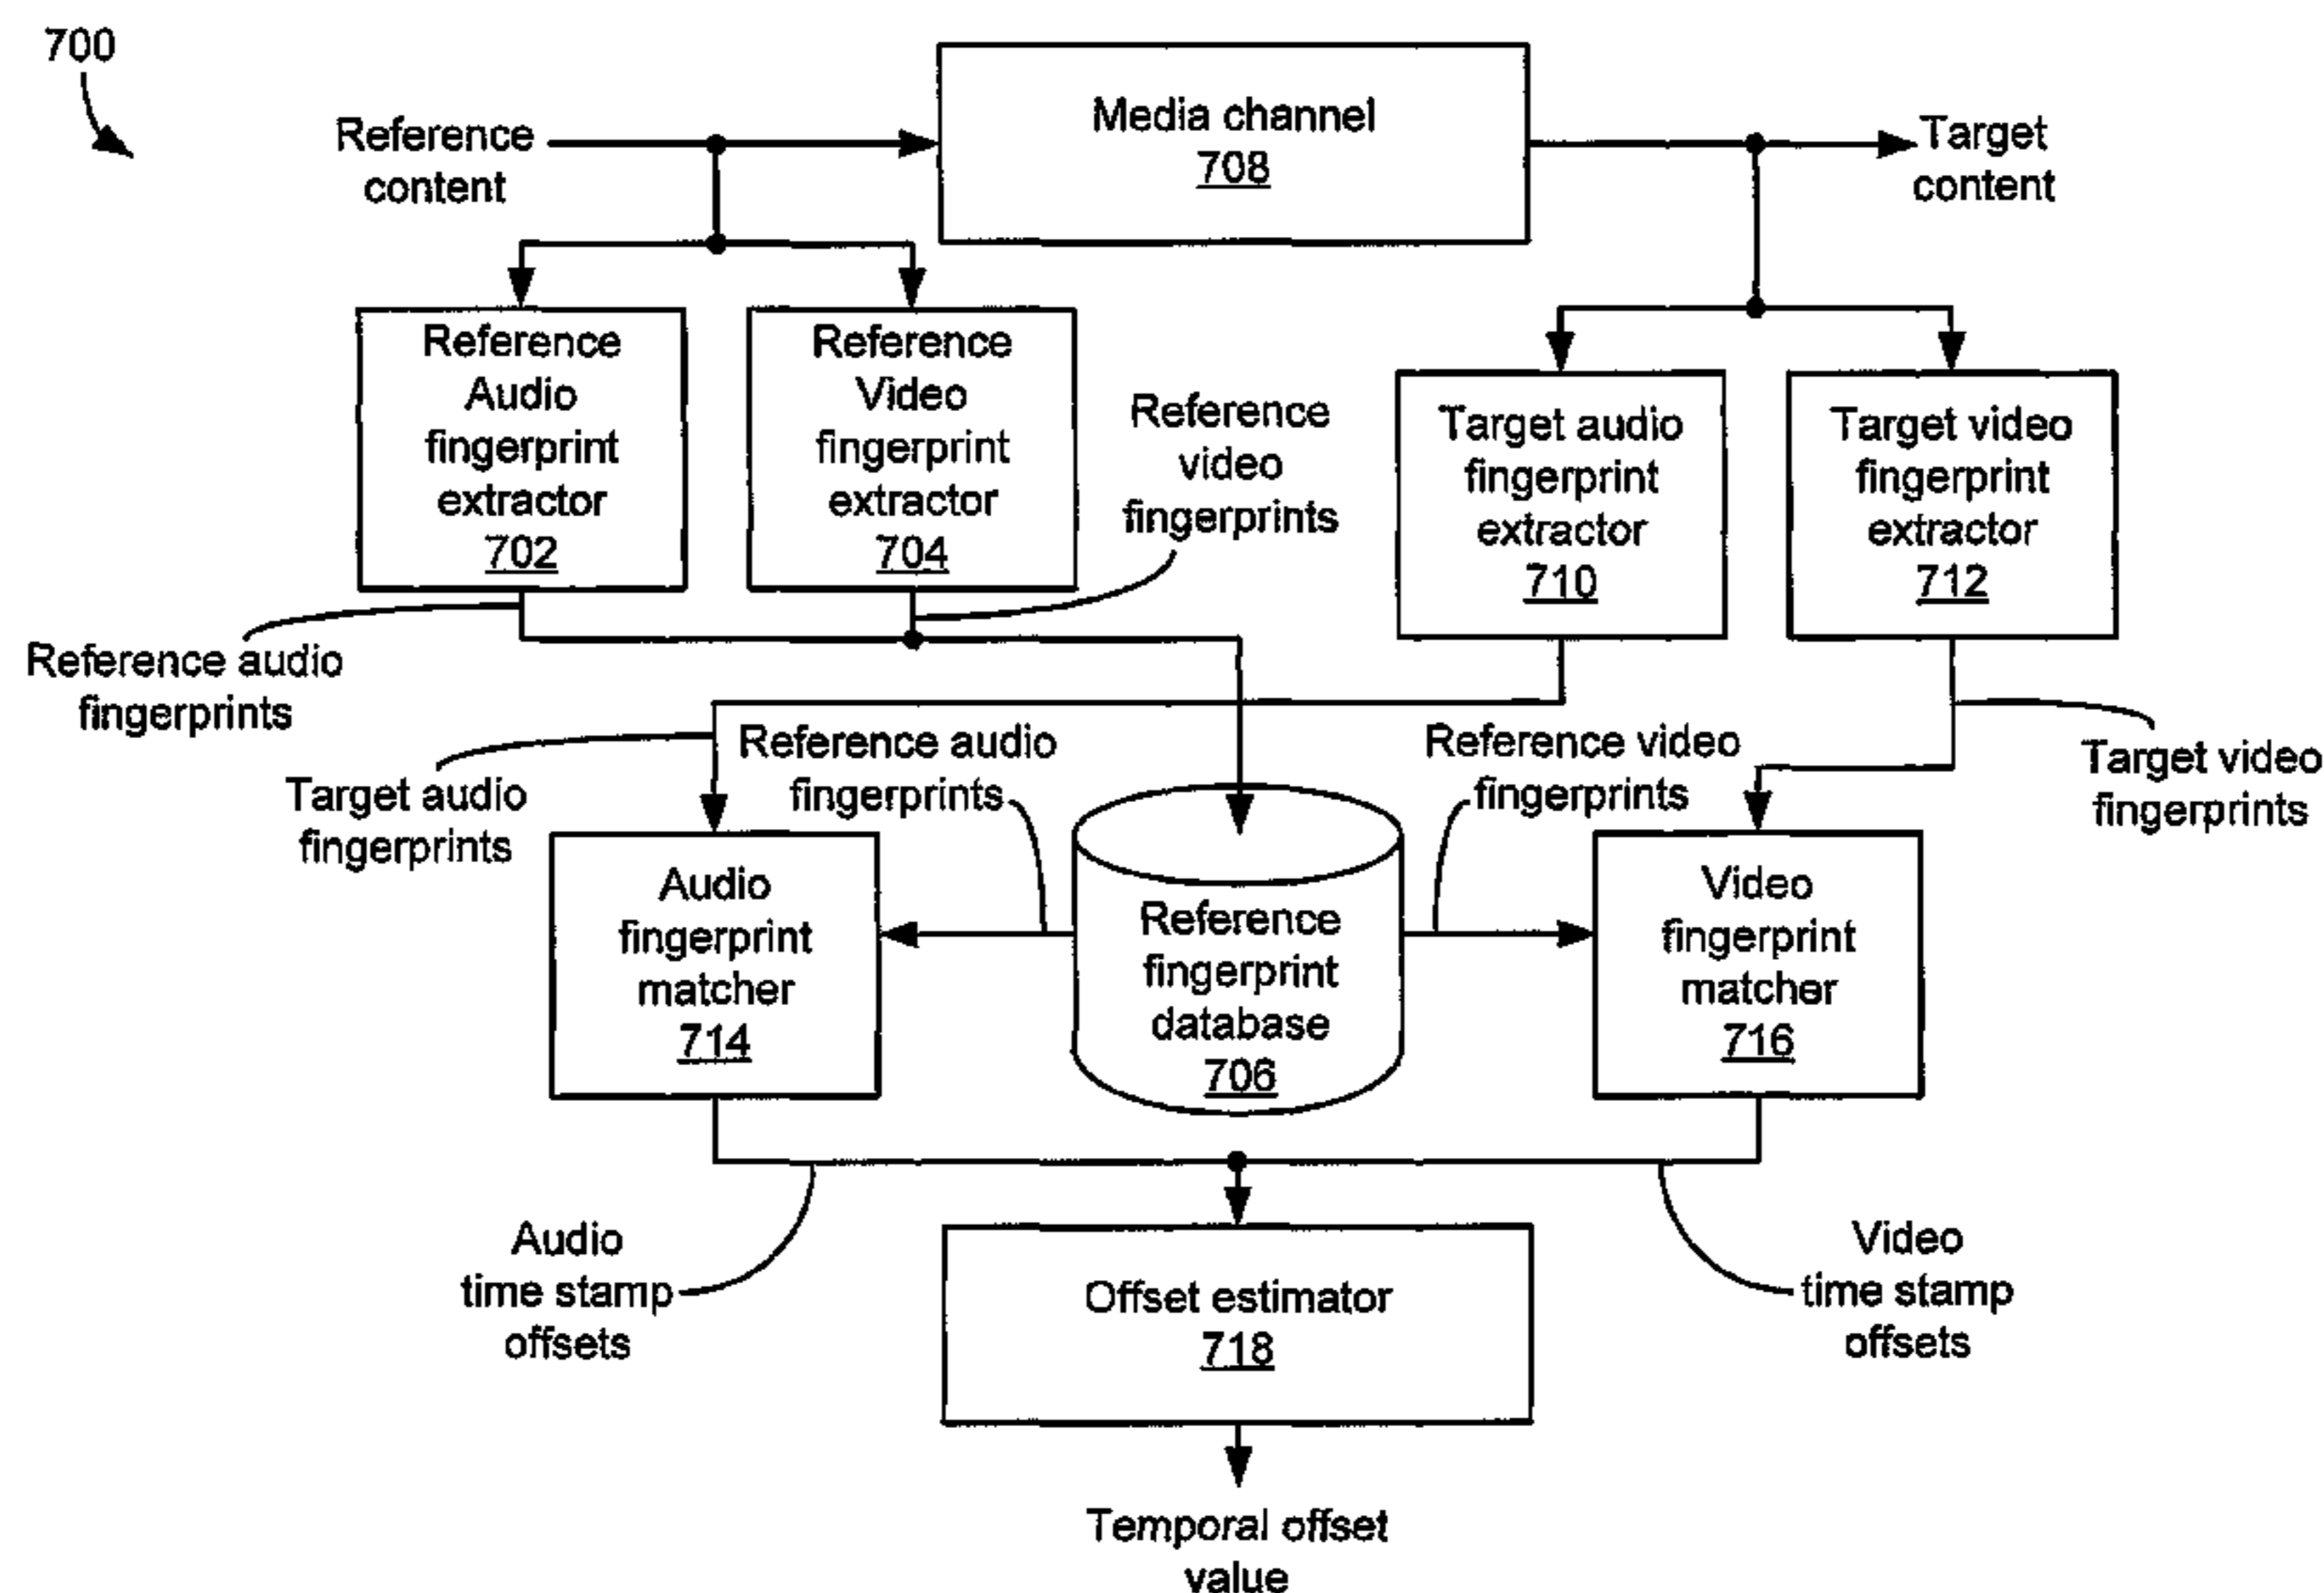 700
Reference
content
Media channel
708
Target
content
Reference
Audio
fingerprint
extractor
702
Reference
Video
fingerprint
extractor
704
Reference
video
fingerprints
Target audio
fingerprint
extractor
710
Target video
fingerprint
extractor
712
Reference audio
fingerprints
Target audio
fingerprints
Reference audio
fingerprints
Reference video
fingerprints
Target video
fingerprints
Audio
fingerprint
matcher
714
Reference
fingerprint
database
706
Video
fingerprint
matcher
716
Audio
time stamp
offsets
Offset estimator
718
Video
time stamp
offsets
Temporal offset
value